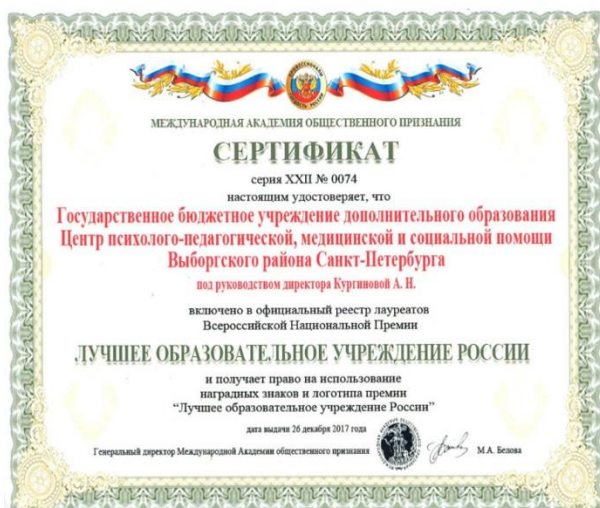 МЕЖДУНАРОДНАЯ АКАДЕМИЯ ОБЩЕСТВЕННОГО ПРИЗНАНИЯ
СЕРТИФИКАТ
серия XXII № 0074
настоящим удостоверяет, что
Государственное бюджетное учреждение дополнительного образования
Центр психолого-педагогической, медицинской и социальной помощи
Выборгского района Санкт-Петербурга
под руководством директора Кургиновой А. Н.
включено в официальный реестр лауреатов
Всероссийской Национальной Премии
ЛУЧШЕЕ ОБРАЗОВАТЕЛЬНОЕ УЧРЕЖДЕНИЕ РОССИИ
и получает право на использование
наградных знаков и логотипа премии
“Лучшее образовательное учреждение России”
дата выдачи 26 декабря 2017 года
Генеральный директор Международной Академии общественного признания М.А. Белова